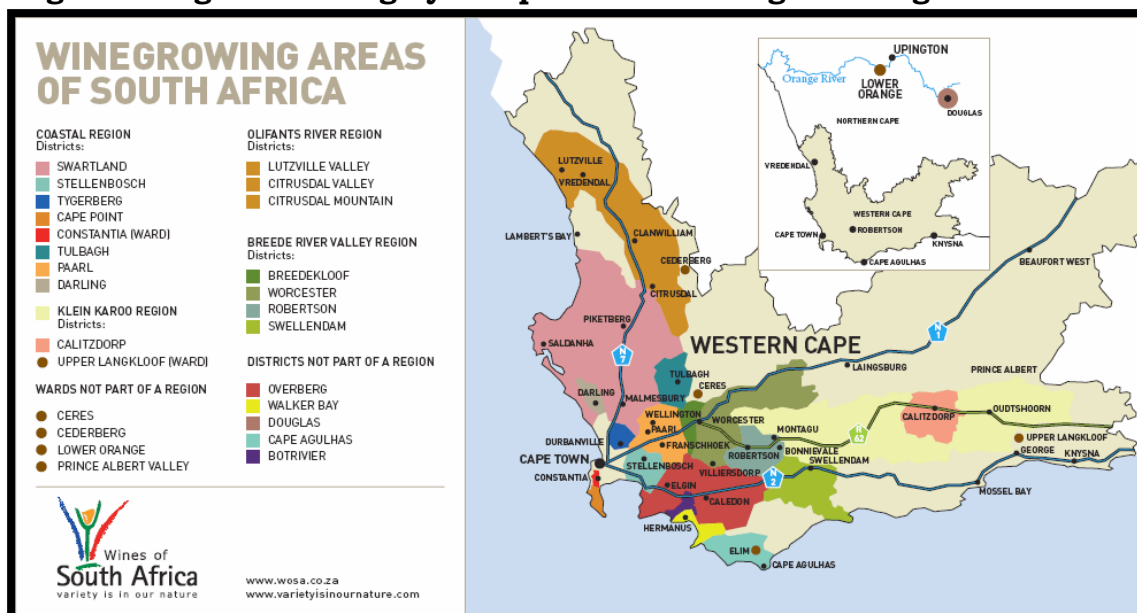 WINEGROWING AREAS
OF SOUTH AFRICA
COASTAL REGION
Districts:
SWARTLAND
STELLENBOSCH
TYGERBERG
CAPE POINT
CONSTANTIA (WARD)
TULBAGH
PAARL
DARLING
KLEIN KAROO REGION
Districts:
CALITZDORP
UPPER LANGKLOOF (WARD)
WARDS NOT PART OF A REGION
CERES
CEDERBERG
LOWER ORANGE
PRINCE ALBERT VALLEY
OLIFANTS RIVER REGION
Districts:
LUTZVILLE VALLEY
CITRUSDAL VALLEY
CITRUSDAL MOUNTAIN
BREEDE RIVER VALLEY REGION
Districts:
BREEDEKLOOF
WORCESTER
ROBERTSON
SWELLENDAM
DISTRICTS NOT PART OF A REGION
OVERBERG
WALKER BAY
DOUGLAS
CAPE AGULHAS
BOTRIVIER
Wines of
South Africa
variety is in our nature
www.wosa.co.za
www.varietyisinournature.com
UPINGTON
Orange River
LOWER
ORANGE
DOUGLAS
NORTHERN CAPE
VREDENDAL
WESTERN CAPE
CAPE TOWN
ROBERTSON
KNYSNA
CAPE AGULHAS
LUTZVILLE
VREDENDAL
LAMBERT'S BAY
CLANWILLIAM
CEDERBERG
CITRUSDAL
BEAUFORT WEST
PIKETBERG
SALDANHA
N
7
WESTERN CAPE
N
1
TULBAGH
CERES
LAINGSBURG
PRINCE ALBERT
DARLING
MALMESBURY
WELLINGTON
PAARL
WORCESTER
MONTAGU
R
62
CALITZDORP
OUDTSHOORN
DURBANVILLE
FRANSCHHOEK
ROBERTSON
BONNIEVALE
UPPER LANGKLOOF
CAPE TOWN
STELLENBOSCH
VILLIERSDORP
SWELLENDAM
GEORGE
KNYSNA
CONSTANTIA
ELGIN
N
2
CALEDON
MOSSEL BAY
HERMANUS
ELIM
CAPE AGULHAS